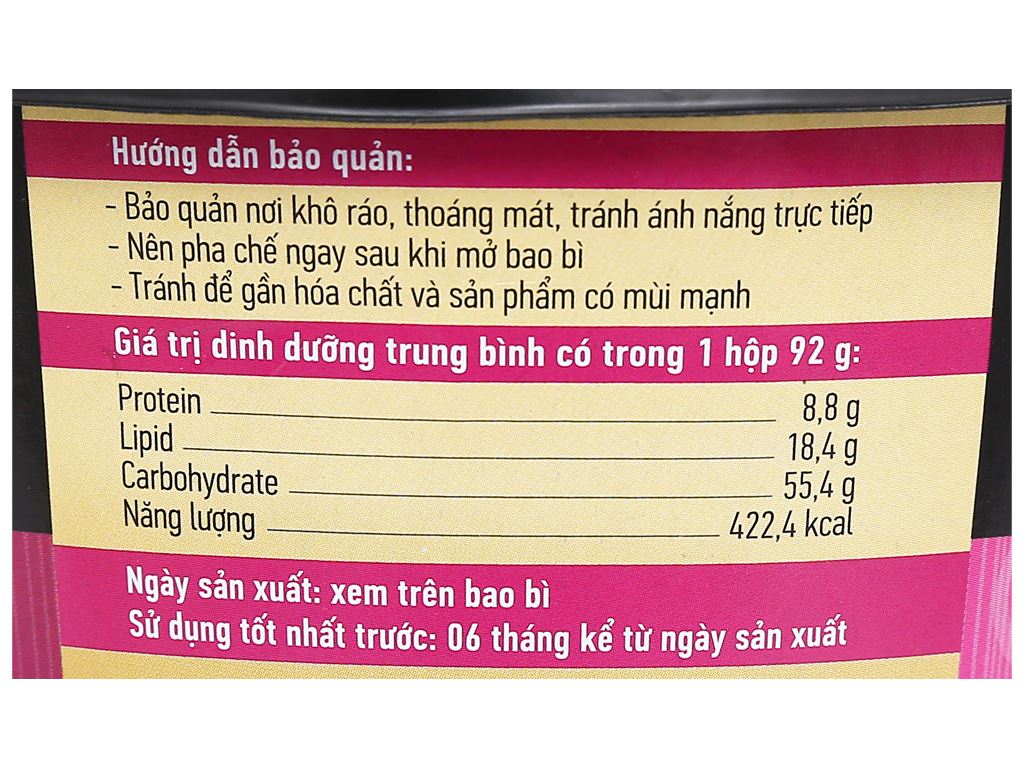 Hướng dẫn bảo quản:
- Bảo quản nơi khô ráo, thoáng mát, tránh ánh nắng trực tiếp
- Nên pha chế ngay sau khi mở bao bì
- Tránh để gần hóa chất và sản phẩm có mùi mạnh
Giá trị dinh dưỡng trung bình có trong 1 hộp 92 g:
Protein 8,8 g
Lipid 18,4 g
Carbohydrate 55,4 g
Năng lượng 422,4 kcal
Ngày sản xuất: xem trên bao bì
Sử dụng tốt nhất trước: 06 tháng kể từ ngày sản xuất